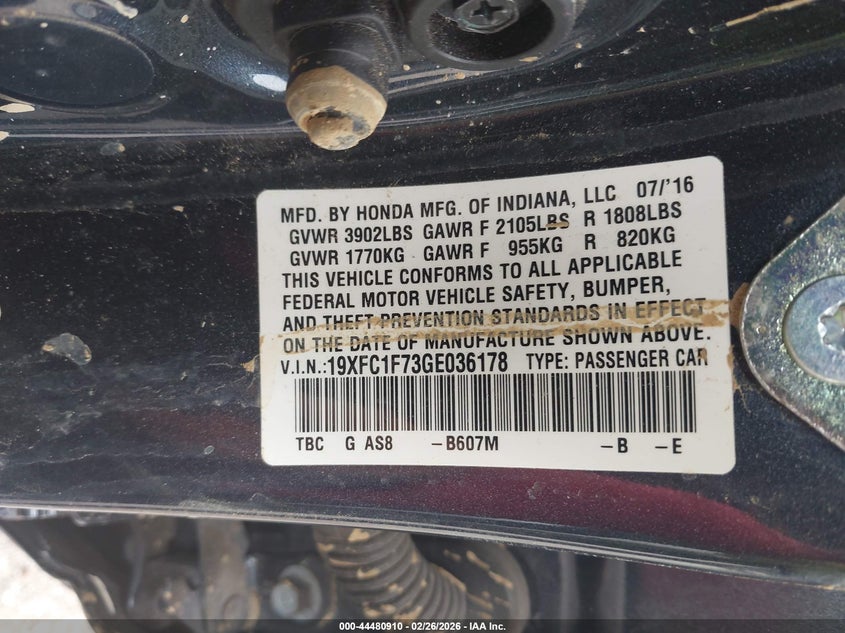 MFD. BY HONDA MFG. OF INDIANA, LLC 07/'16
GVWR 3902LBS GAWR F 2105LBS R 1808LBS
GVWR 1770KG GAWR F 955KG R 820KG
THIS VEHICLE CONFORMS TO ALL APPLICABLE
FEDERAL MOTOR VEHICLE SAFETY, BUMPER,
AND THEFT PREVENTION STANDARDS IN EFFECT
ON THE DATE OF MANUFACTURE SHOWN ABOVE.
V.I.N.:19XFC1F73GE036178 TYPE: PASSENGER CAR
TBC G AS8 -B607M -B -E
000-44480910 - 02/26/2026 - IAA Inc.